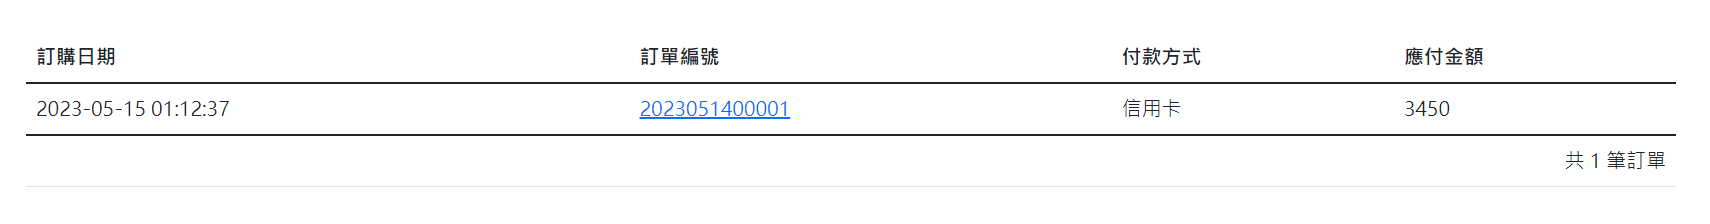 訂購日期 訂單編號 付款方式 應付金額
2023-05-15 01:12:37 2023051400001 信用卡 3450
共 1 筆訂單